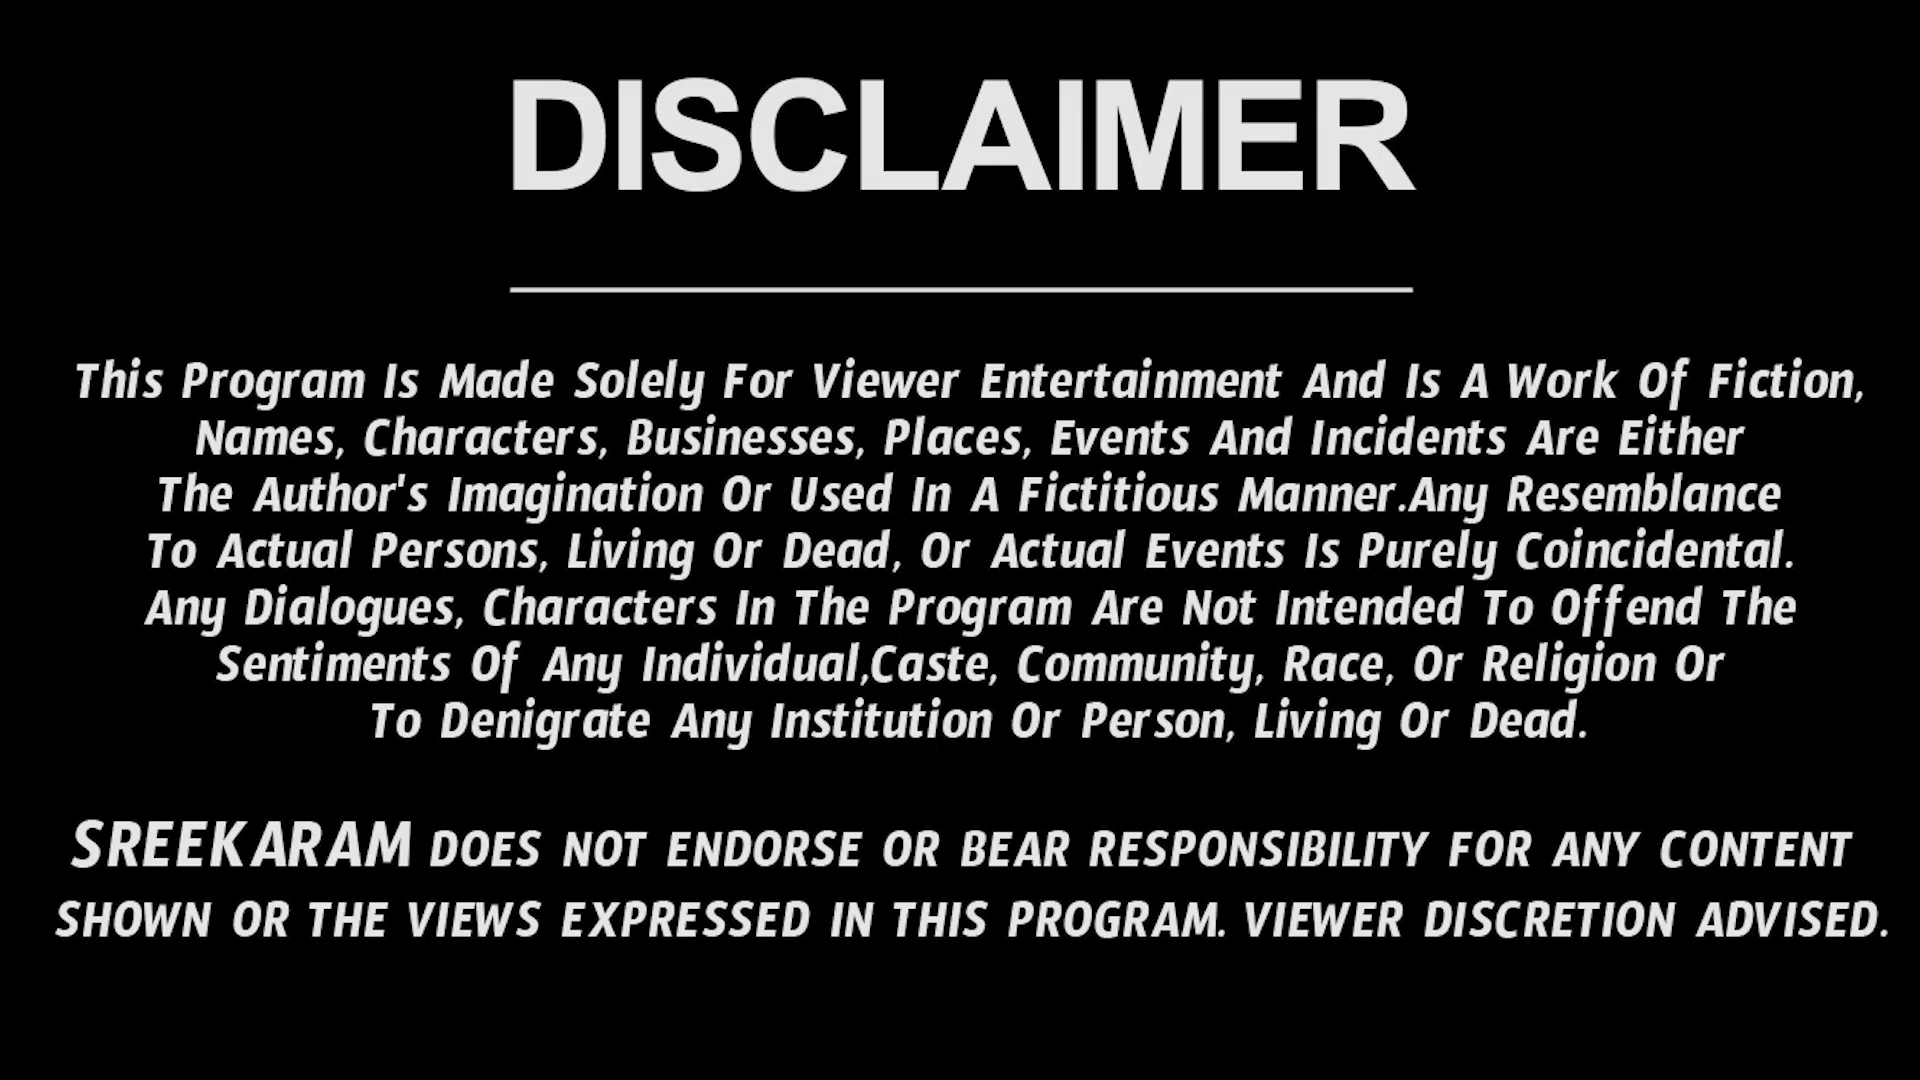 DISCLAIMER
This Program Is Made Solely For Viewer Entertainment And Is A Work Of Fiction,
Names, Characters, Businesses, Places, Events And Incidents Are Either
The Author's Imagination Or Used In A Fictitious Manner.Any Resemblance
To Actual Persons, Living Or Dead, Or Actual Events Is Purely Coincidental.
Any Dialogues, Characters In The Program Are Not Intended To Offend The
Sentiments Of Any Individual,Caste, Community, Race, Or Religion Or
To Denigrate Any Institution Or Person, Living Or Dead.
SREEKARAM DOES NOT ENDORSE OR BEAR RESPONSIBILITY FOR ANY CONTENT
SHOWN OR THE VIEWS EXPRESSED IN THIS PROGRAM. VIEWER DISCRETION ADVISED.